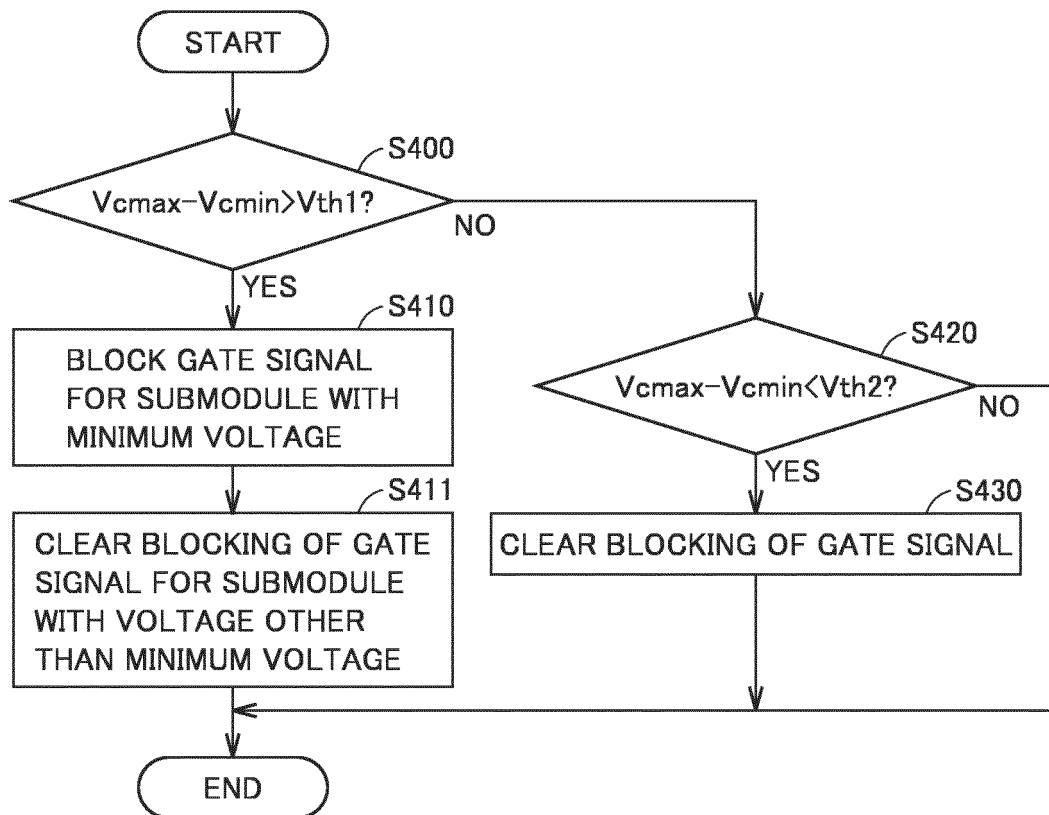 START
S400
Vcmax-Vcmin>Vth1?
NO
YES
S410
BLOCK GATE SIGNAL
FOR SUBMODULE WITH
MINIMUM VOLTAGE
S420
Vcmax-Vcmin<Vth2?
NO
YES
S411
CLEAR BLOCKING OF GATE
SIGNAL FOR SUBMODULE
WITH VOLTAGE OTHER
THAN MINIMUM VOLTAGE
S430
CLEAR BLOCKING OF GATE SIGNAL
END